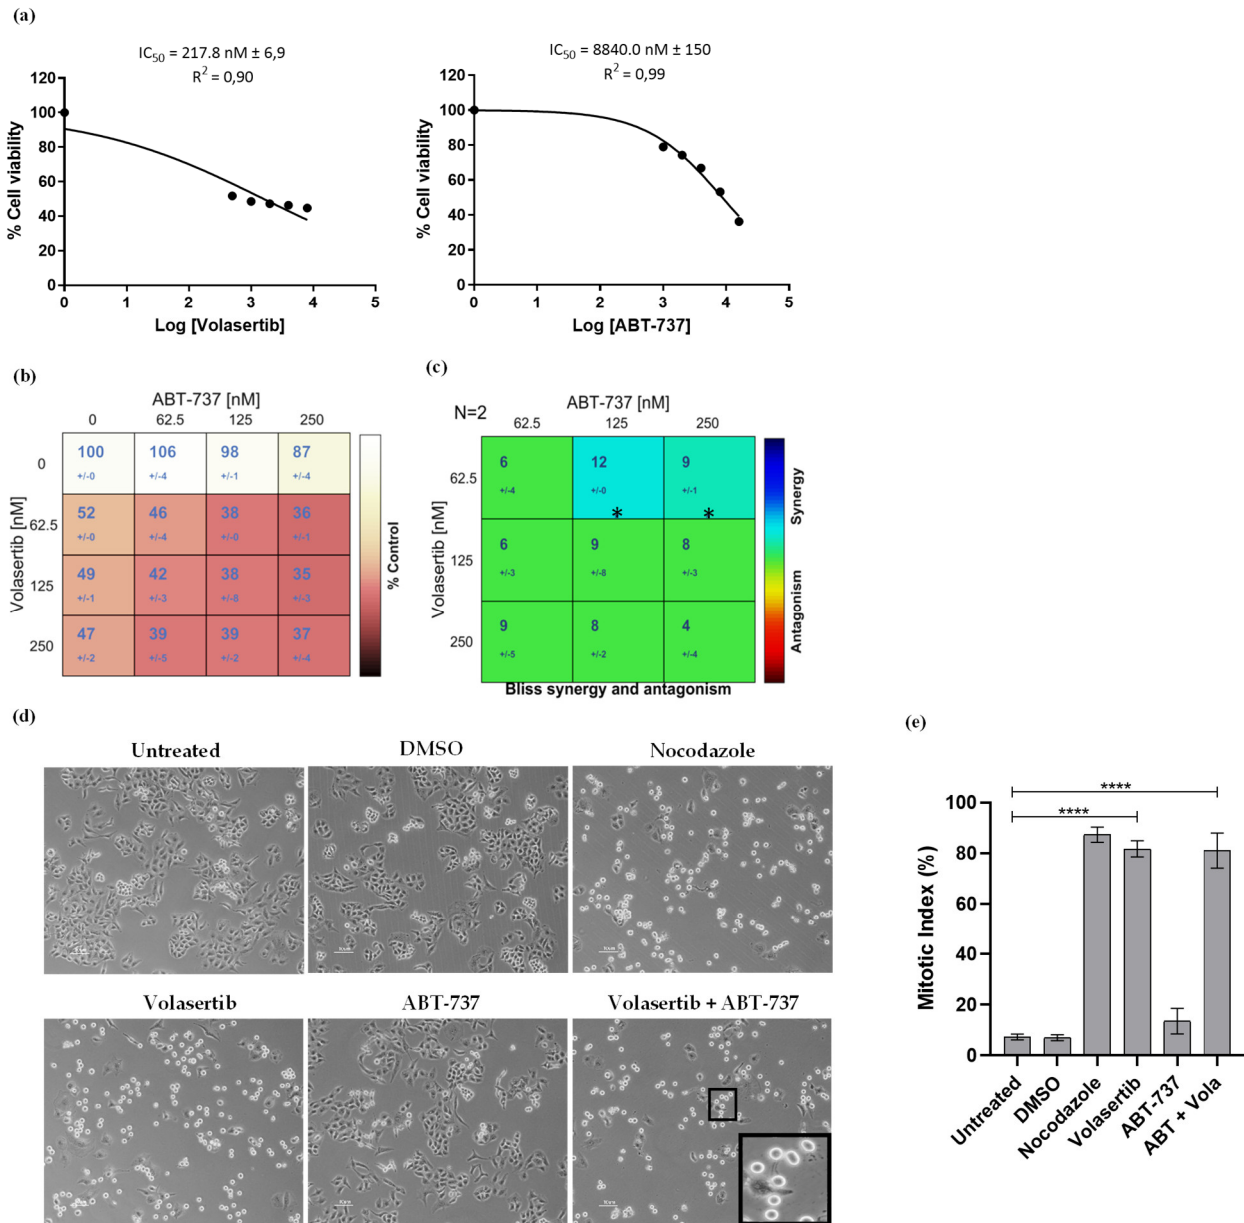 (a)
IC50 = 217.8 nM ± 6,9
R2 = 0,90
120
100
80
60
40
20
0
% Cell viability
0 1 2 3 4 5
Log [Volasertib]
IC50 = 8840.0 nM ± 150
R2 = 0,99
120
100
80
60
40
20
0
% Cell viability
0 1 2 3 4 5
Log [ABT-737]
(b)
ABT-737 [nM]
0 62.5 125 250
Volasertib [nM]
0
100 106 98 87
+/-0 +/-4 +/-1 +/-4
62.5
52 46 38 36
+/-0 +/-4 +/-0 +/-1
125
49 42 38 35
+/-1 +/-3 +/-8 +/-3
250
47 39 39 37
+/-2 +/-5 +/-2 +/-4
% Control
(c)
N=2
ABT-737 [nM]
62.5 125 250
Volasertib [nM]
62.5
6 12 9
+/-4 +/-0 +/-1
* *
125
6 9 8
+/-3 +/-8 +/-3
250
9 8 4
+/-5 +/-2 +/-4
Bliss synergy and antagonism
Synergy
Antagonism
(d)
Untreated
DMSO
Nocodazole
Volasertib
ABT-737
Volasertib + ABT-737
(e)
****
****
100
80
60
40
20
0
Mitotic Index (%)
Untreated
DMSO
Nocodazole
Volasertib
ABT-737
ABT + Vola